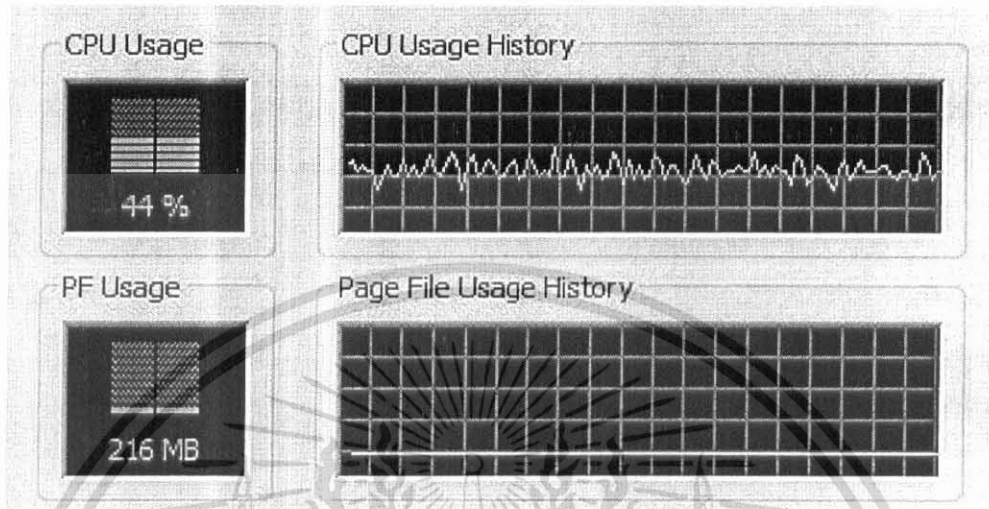 CPU Usage
CPU Usage History
44 %
PF Usage
Page File Usage History
216 MB